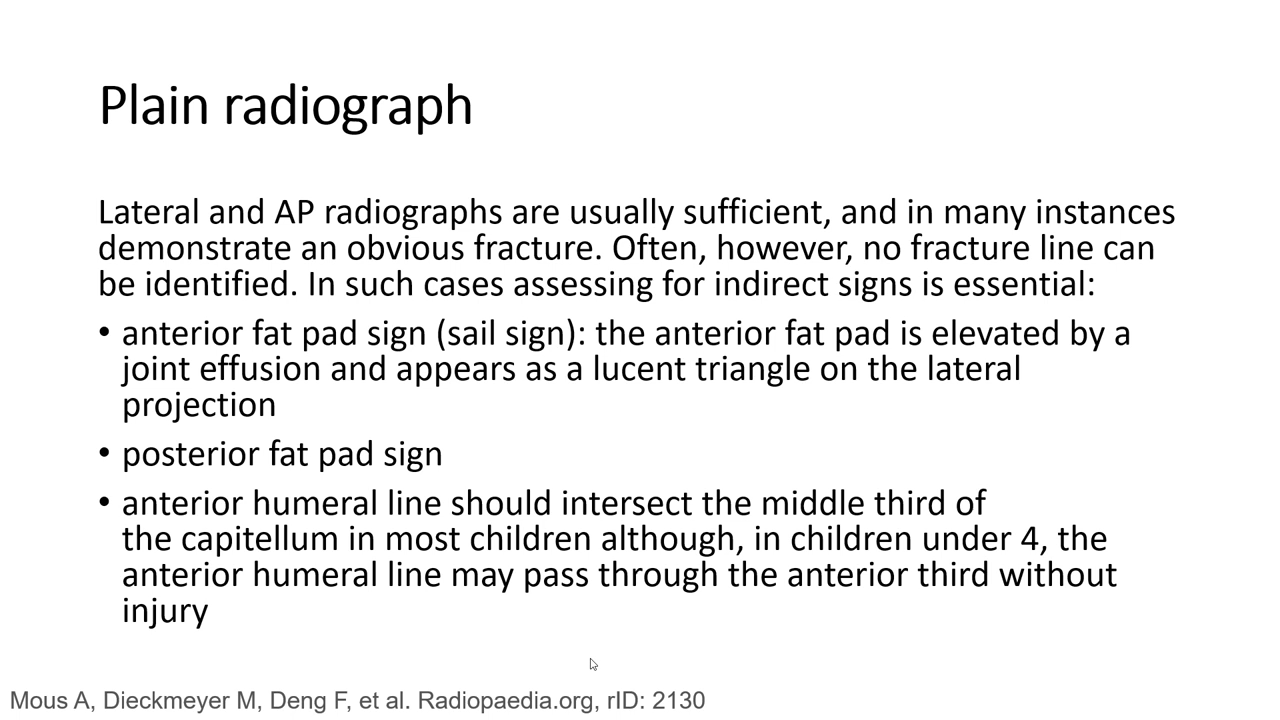 Plain radiograph
Lateral and AP radiographs are usually sufficient, and in many instances
demonstrate an obvious fracture. Often, however, no fracture line can
be identified. In such cases assessing for indirect signs is essential:
• anterior fat pad sign (sail sign): the anterior fat pad is elevated by a
joint effusion and appears as a lucent triangle on the lateral
projection
• posterior fat pad sign
• anterior humeral line should intersect the middle third of
the capitellum in most children although, in children under 4, the
anterior humeral line may pass through the anterior third without
injury
Mous A, Dieckmeyer M, Deng F, et al. Radiopaedia.org, rID: 2130